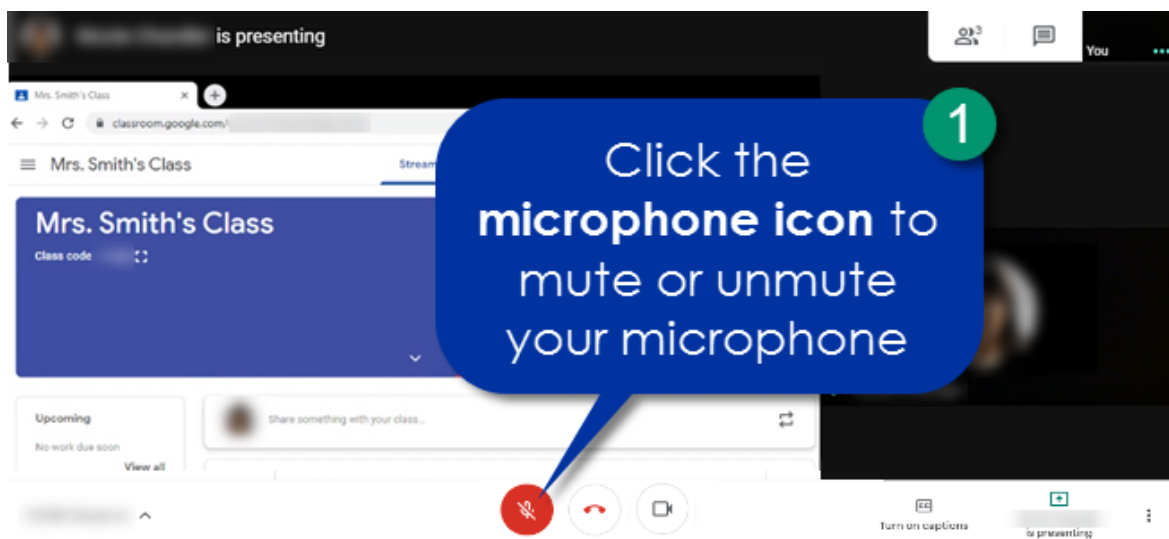 is presenting
3
You
Mrs. Smith's Class
classroom.google.com/
Mrs. Smith's Class
Stream
1
Click the
microphone icon to
mute or unmute
your microphone
Mrs. Smith's Class
Class code
Upcoming
No work due soon
View all
Share something with your class...
CC
Turn on captions
is presenting